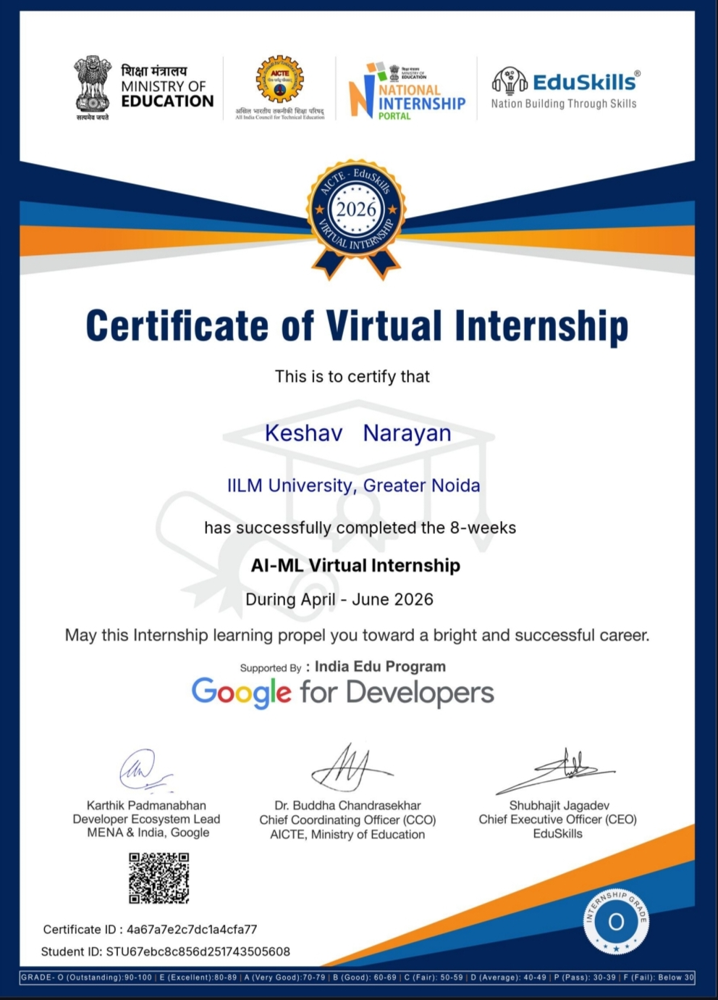 शिक्षा मंत्रालय
MINISTRY OF
EDUCATION
सत्यमेव जयते
AICTE
अखिल भारतीय तकनीकी शिक्षा परिषद्
All India Council for Technical Education
MINISTRY OF
EDUCATION
NATIONAL
INTERNSHIP
PORTAL
EduSkills®
Nation Building Through Skills
AICTE - EduSkills
2026
VIRTUAL INTERNSHIP
Certificate of Virtual Internship
This is to certify that
Keshav Narayan
IILM University, Greater Noida
has successfully completed the 8-weeks
AI-ML Virtual Internship
During April - June 2026
May this Internship learning propel you toward a bright and successful career.
Supported By : India Edu Program
Google for Developers
Karthik Padmanabhan
Developer Ecosystem Lead
MENA & India, Google
Dr. Buddha Chandrasekhar
Chief Coordinating Officer (CCO)
AICTE, Ministry of Education
Shubhajit Jagadev
Chief Executive Officer (CEO)
EduSkills
INTERNSHIP GRADE
O
Certificate ID : 4a67a7e2c7dc1a4cfa77
Student ID: STU67ebc8c856d251743505608
GRADE- O (Outstanding):90-100 | E (Excellent):80-89 | A (Very Good):70-79 | B (Good): 60-69 | C (Fair): 50-59 | D (Average): 40-49 | P (Pass): 30-39 | F (Fail): Below 30